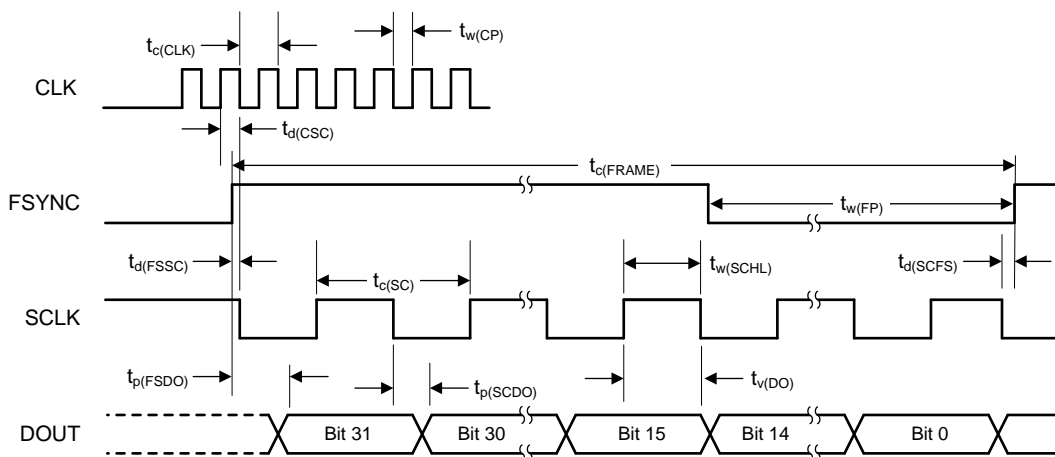 t_c(CLK)
t_w(CP)
CLK
t_d(CSC)
t_c(FRAME)
FSYNC
t_w(FP)
t_d(FSSC)
t_c(SC)
t_w(SCHL)
t_d(SCFS)
SCLK
t_p(FSDO)
t_p(SCDO)
t_v(DO)
DOUT
Bit 31
Bit 30
Bit 15
Bit 14
Bit 0